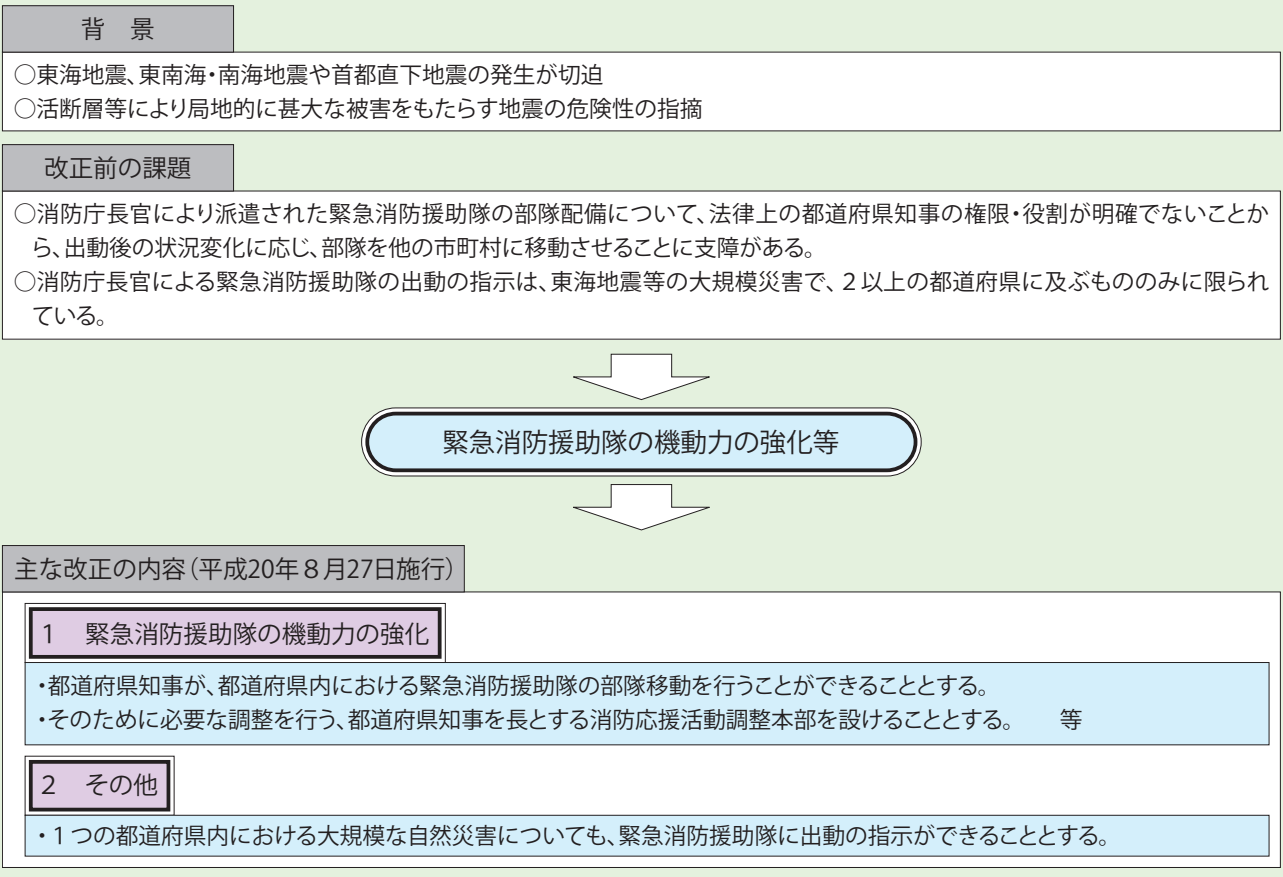 背　景
○東海地震、東南海・南海地震や首都直下地震の発生が切迫
○活断層等により局地的に甚大な被害をもたらす地震の危険性の指摘
改正前の課題
○消防庁長官により派遣された緊急消防援助隊の部隊配備について、法律上の都道府県知事の権限・役割が明確でないことか
ら、出動後の状況変化に応じ、部隊を他の市町村に移動させることに支障がある。
○消防庁長官による緊急消防援助隊の出動の指示は、東海地震等の大規模災害で、２以上の都道府県に及ぶもののみに限られ
ている。
緊急消防援助隊の機動力の強化等
主な改正の内容（平成20年８月27日施行）
1　緊急消防援助隊の機動力の強化
・都道府県知事が、都道府県内における緊急消防援助隊の部隊移動を行うことができることとする。
・そのために必要な調整を行う、都道府県知事を長とする消防応援活動調整本部を設けることとする。　　等
2　その他
・１つの都道府県内における大規模な自然災害についても、緊急消防援助隊に出動の指示ができることとする。